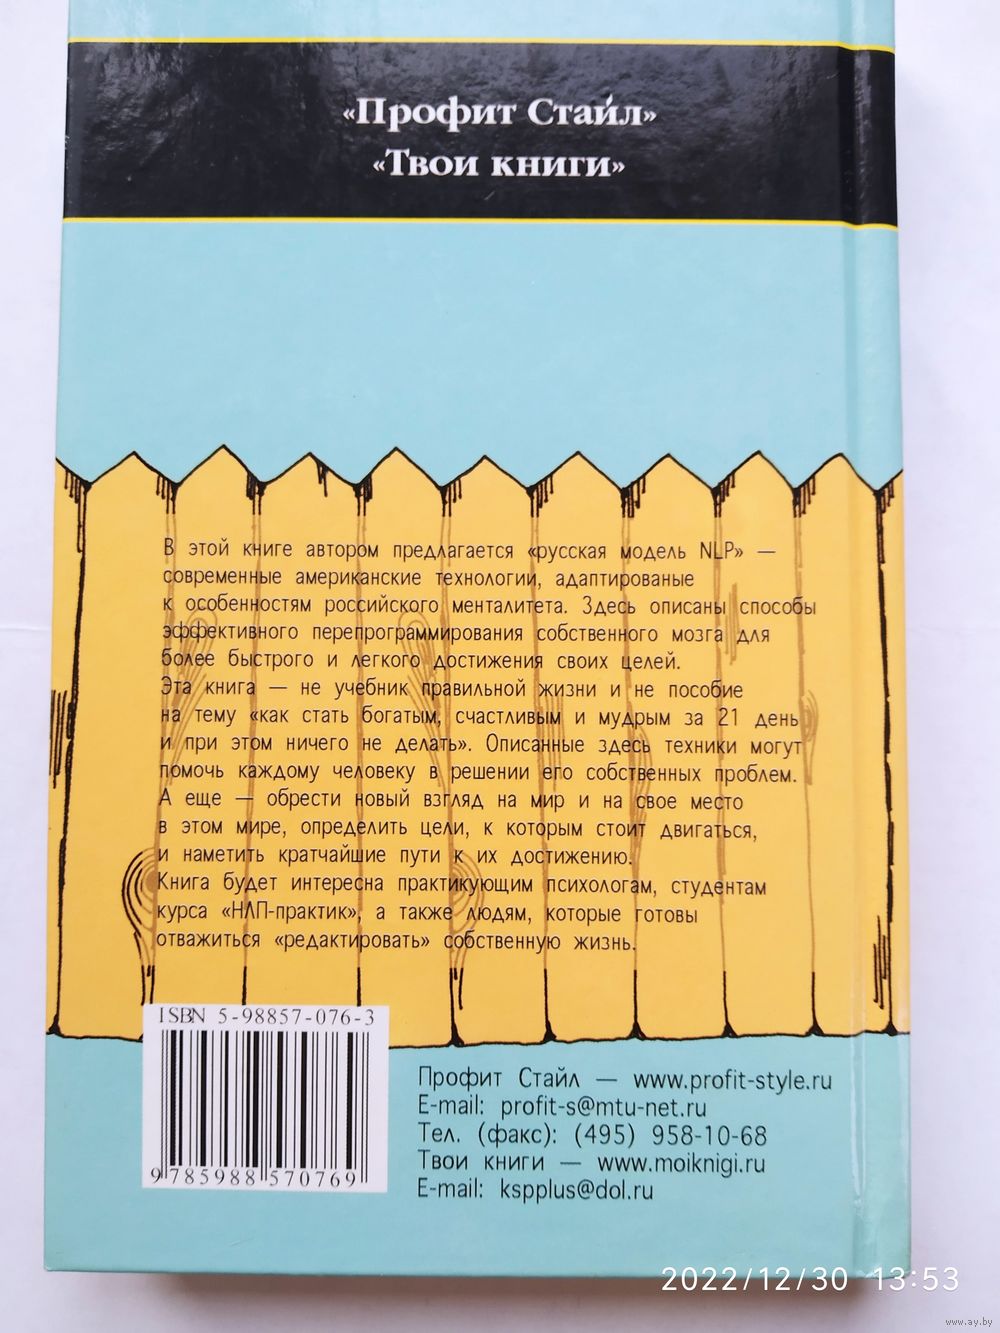 «Профит Стайл»
«Твои книги»
В этой книге автором предлагается «русская модель NLP» —
современные американские технологии, адаптированые
к особенностям российского менталитета. Здесь описаны способы
эффективного перепрограммирования собственного мозга для
более быстрого и легкого достижения своих целей.
Эта книга — не учебник правильной жизни и не пособие
на тему «как стать богатым, счастливым и мудрым за 21 день
и при этом ничего не делать». Описанные здесь техники могут
помочь каждому человеку в решении его собственных проблем.
А еще — обрести новый взгляд на мир и на свое место
в этом мире, определить цели, к которым стоит двигаться,
и наметить кратчайшие пути к их достижению.
Книга будет интересна практикующим психологам, студентам
курса «НЛП-практик», а также людям, которые готовы
отважиться «редактировать» собственную жизнь.
ISBN 5-98857-076-3
9 785988 570769
Профит Стайл — www.profit-style.ru
E-mail: profit-s@mtu-net.ru
Тел. (факс): (495) 958-10-68
Твои книги — www.moiknigi.ru
E-mail: kspplus@dol.ru
2022/12/30 13:53
www.ay.by